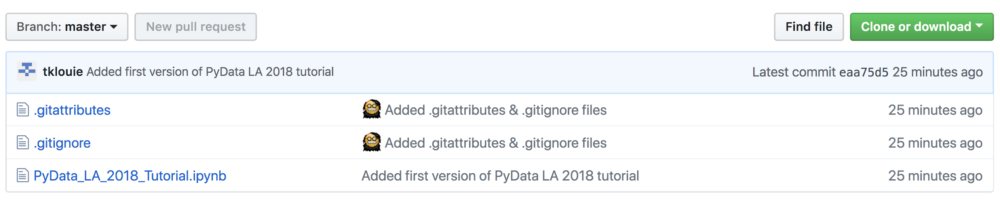 Branch: master New pull request Find file Clone or download
tklouie Added first version of PyData LA 2018 tutorial Latest commit eaa75d5 25 minutes ago
.gitattributes Added .gitattributes & .gitignore files 25 minutes ago
.gitignore Added .gitattributes & .gitignore files 25 minutes ago
PyData_LA_2018_Tutorial.ipynb Added first version of PyData LA 2018 tutorial 25 minutes ago